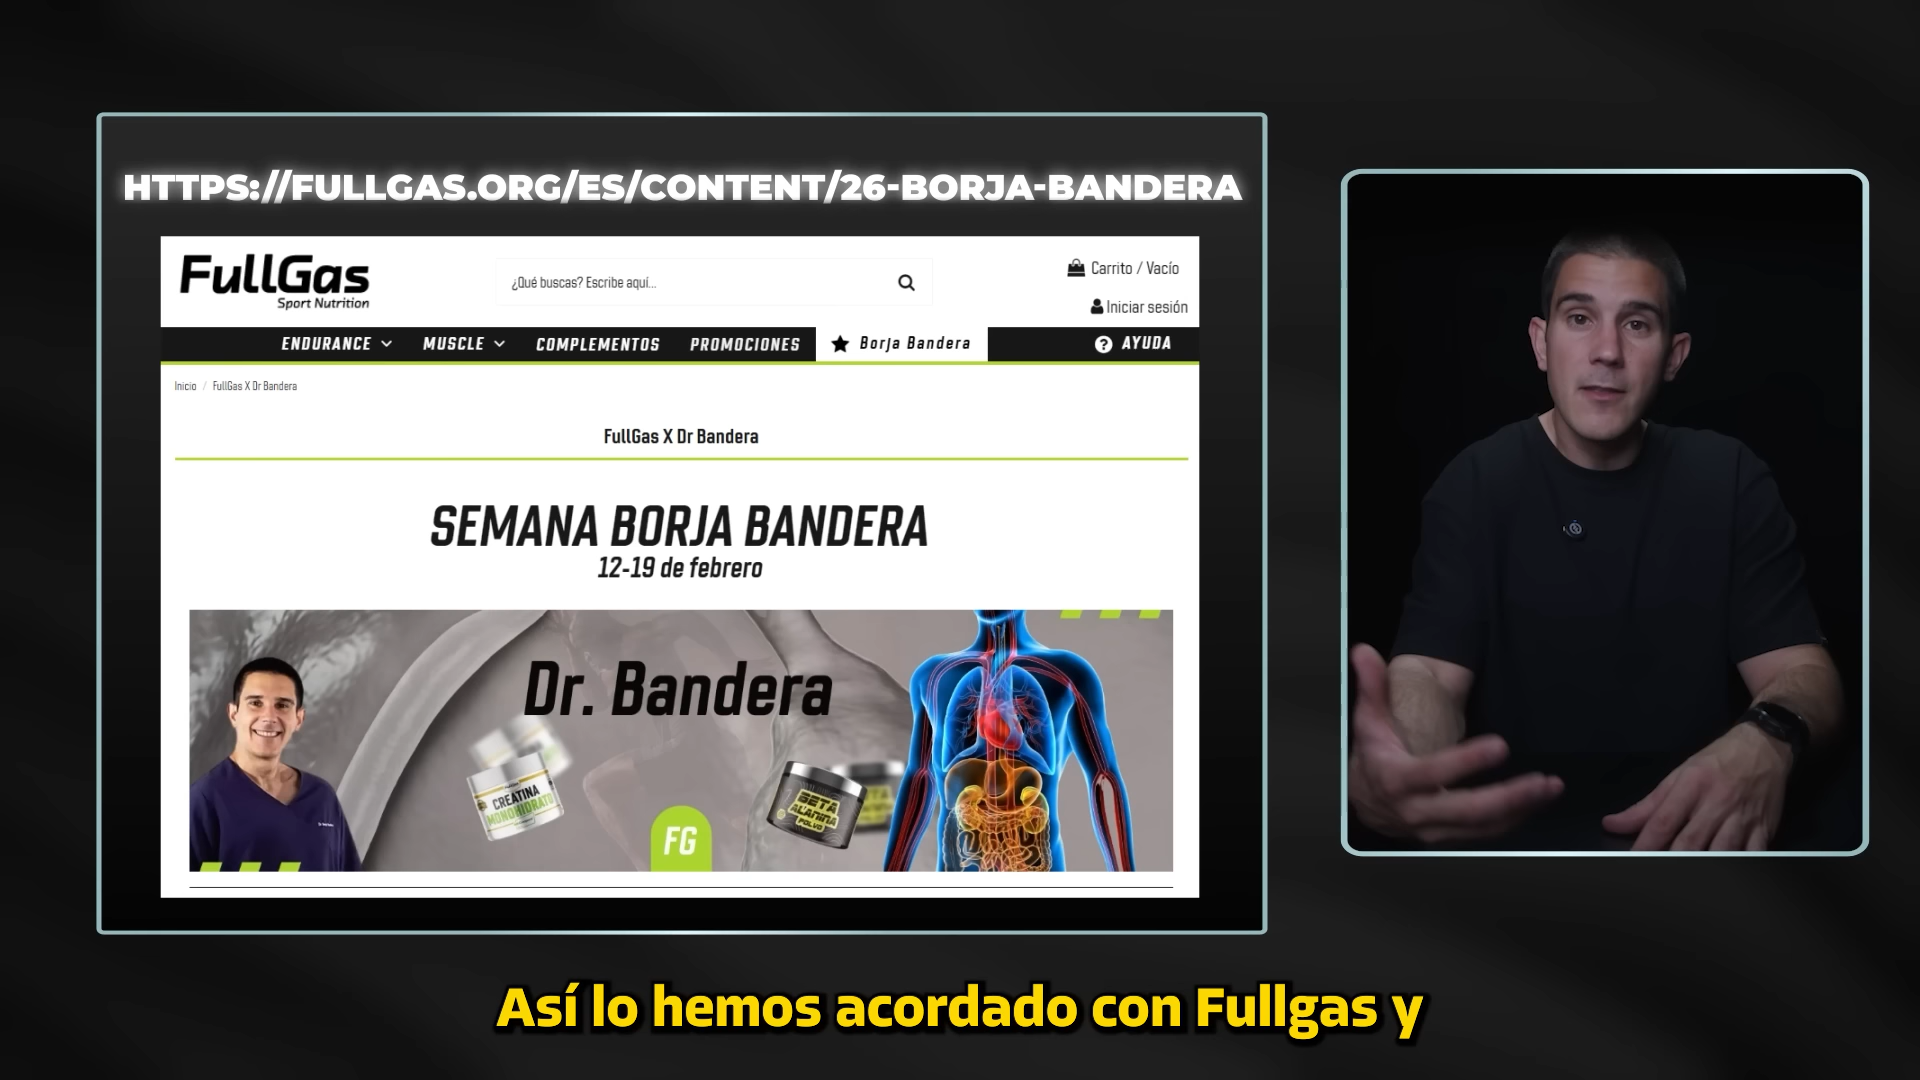 HTTPS://FULLGAS.ORG/ES/CONTENT/26-BORJA-BANDERA
FullGas
Sport Nutrition
¿Qué buscas? Escribe aquí...
Carrito / Vacío
Iniciar sesión
ENDURANCE
MUSCLE
COMPLEMENTOS
PROMOCIONES
Borja Bandera
AYUDA
Inicio / FullGas X Dr Bandera
FullGas X Dr Bandera
SEMANA BORJA BANDERA
12-19 de febrero
Dr. Bandera
CREATINA
MONOHIDRATO
BETA
ALANINA
POLVO
FG
Así lo hemos acordado con Fullgas y